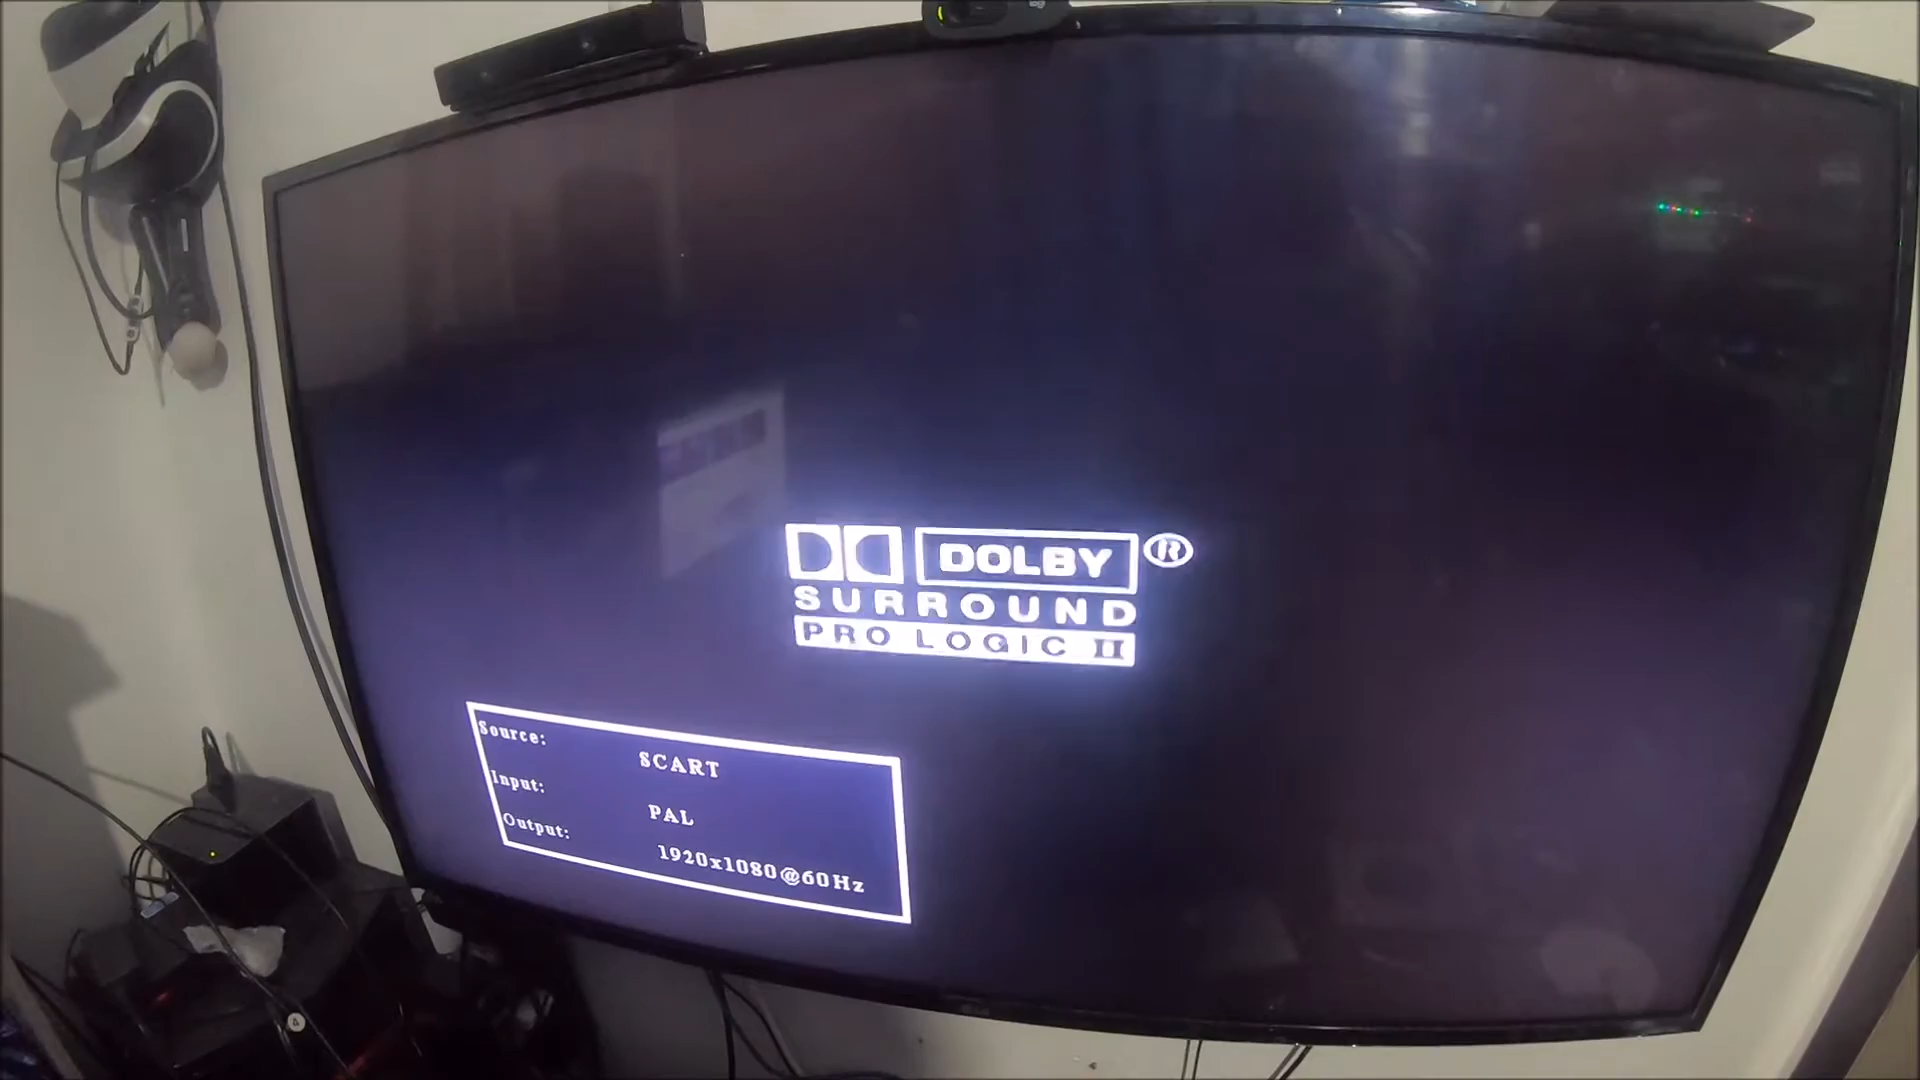 DOLBY®
SURROUND
PRO LOGIC II
Source:
SCART
Input:
PAL
Output:
1920x1080@60Hz